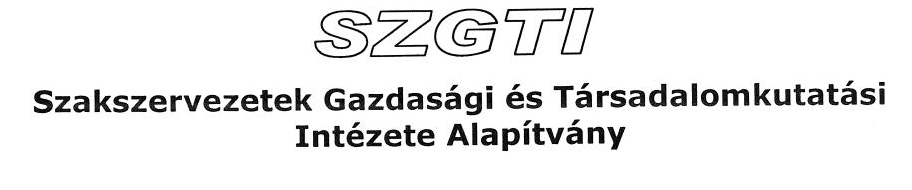 SZGTI
Szakszervezetek Gazdasági és Társadalomkutatási
Intézete Alapítvány